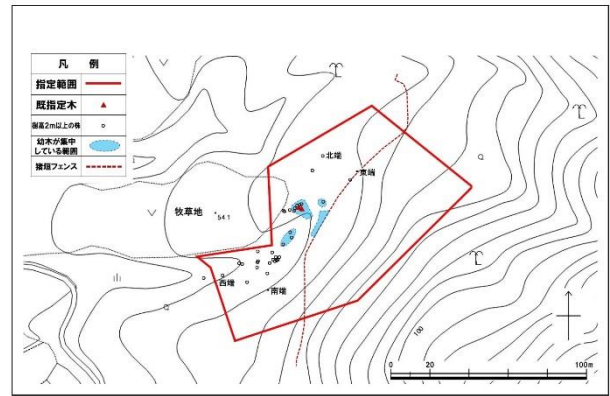 凡 例
指定範囲
既指定木
樹高2m以上の株
幼木が集中
している範囲
猪垣フェンス
北端
東端
牧草地
54.1
西端
南端
100
0 20 100m